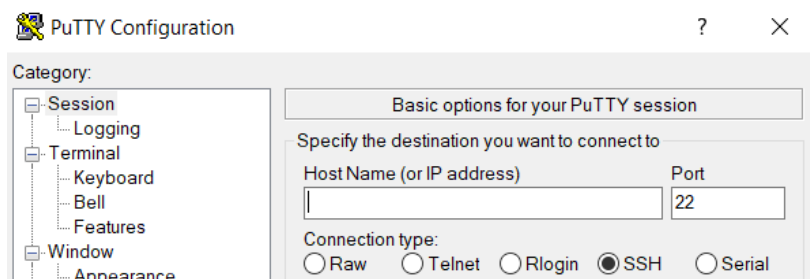 PuTTY Configuration ?
Category:
Session
Logging
Terminal
Keyboard
Bell
Features
Window
Appearance
Basic options for your PuTTY session
Specify the destination you want to connect to
Host Name (or IP address) Port
22
Connection type:
Raw Telnet Rlogin SSH Serial